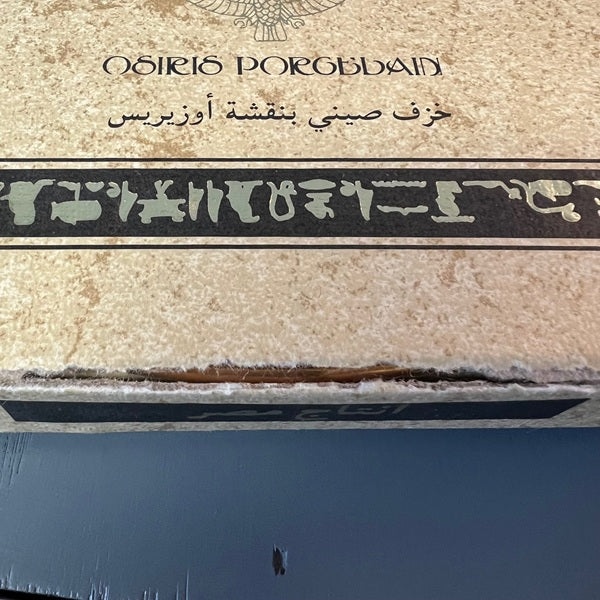 OSIRIS PORCELAIN
خزف صيني بنقشة أوزيريس
انتاج مصر